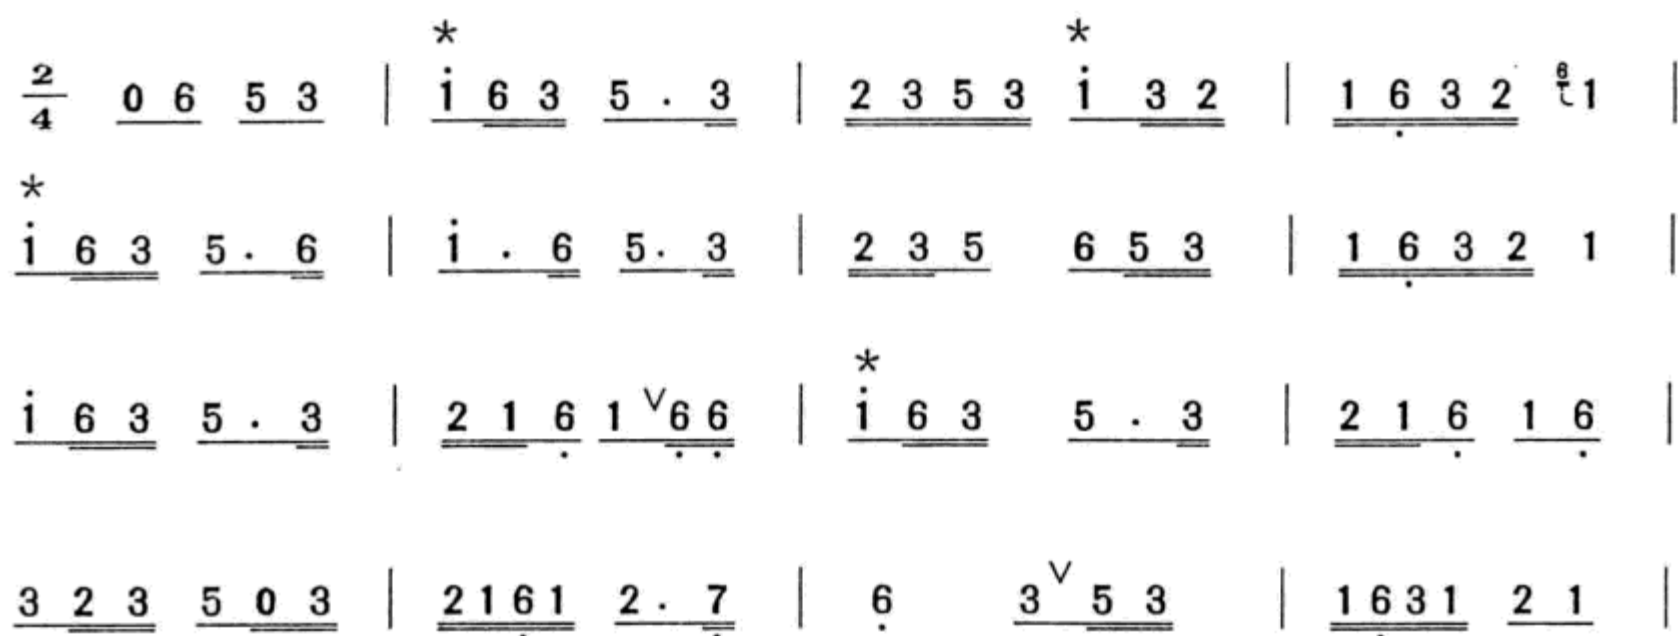 2/4 0 6 5 3 | i 6 3 5 . 3 | 2 3 5 3 i 3 2 | 1 6̣ 3 2 ⁶1 |
i 6 3 5 . 6 | i . 6 5 . 3 | 2 3 5 6 5 3 | 1 6̣ 3 2 1 |
i 6 3 5 . 3 | 2 1 6̣ 1 ∨ 6̣ 6̣ | i 6 3 5 . 3 | 2 1 6̣ 1 6̣ |
3 2 3 5 0 3 | 2 1 6̣ 1 2 . 7̣ | 6̣ 3 ∨ 5 3 | 1 6̣ 3 1 2 1 |